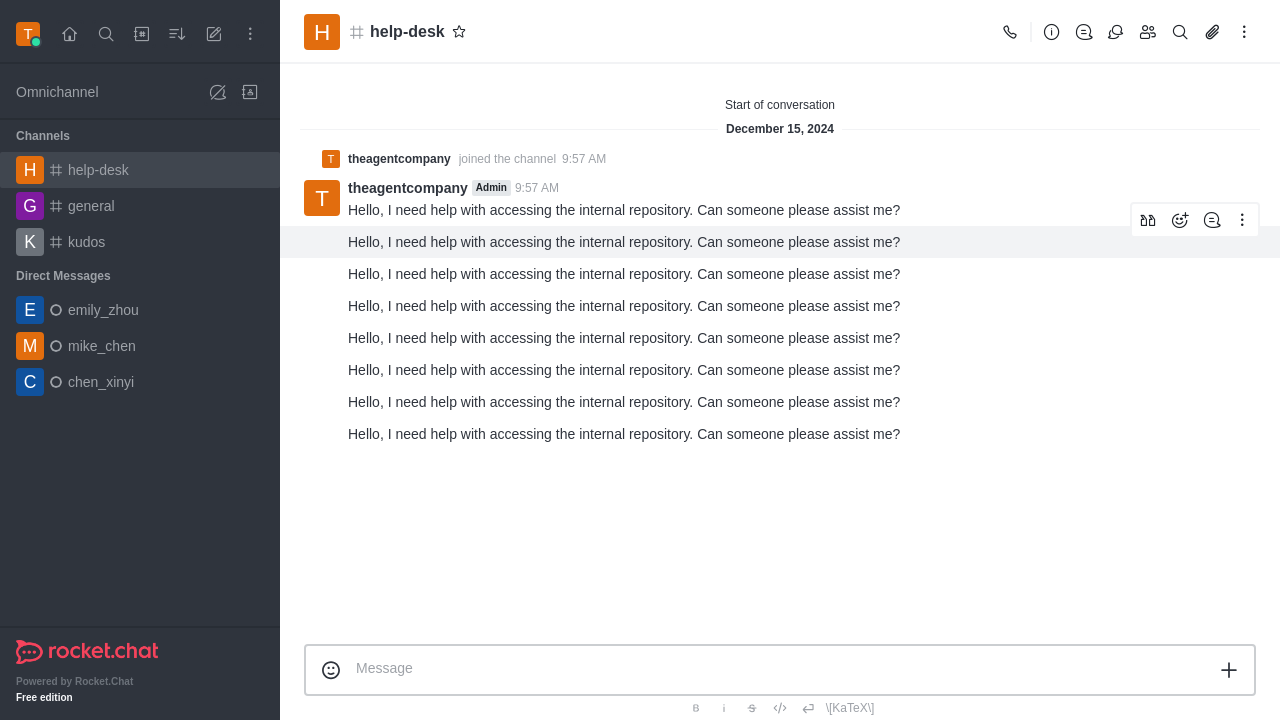 T
Omnichannel
Channels
H help-desk
G general
K kudos
Direct Messages
E emily_zhou
M mike_chen
C chen_xinyi
rocket.chat
Powered by Rocket.Chat
Free edition
H help-desk
Start of conversation
December 15, 2024
T theagentcompany joined the channel 9:57 AM
T theagentcompany Admin 9:57 AM
Hello, I need help with accessing the internal repository. Can someone please assist me?
Hello, I need help with accessing the internal repository. Can someone please assist me?
Hello, I need help with accessing the internal repository. Can someone please assist me?
Hello, I need help with accessing the internal repository. Can someone please assist me?
Hello, I need help with accessing the internal repository. Can someone please assist me?
Hello, I need help with accessing the internal repository. Can someone please assist me?
Hello, I need help with accessing the internal repository. Can someone please assist me?
Hello, I need help with accessing the internal repository. Can someone please assist me?
Message
B i S </> \[KaTeX\]